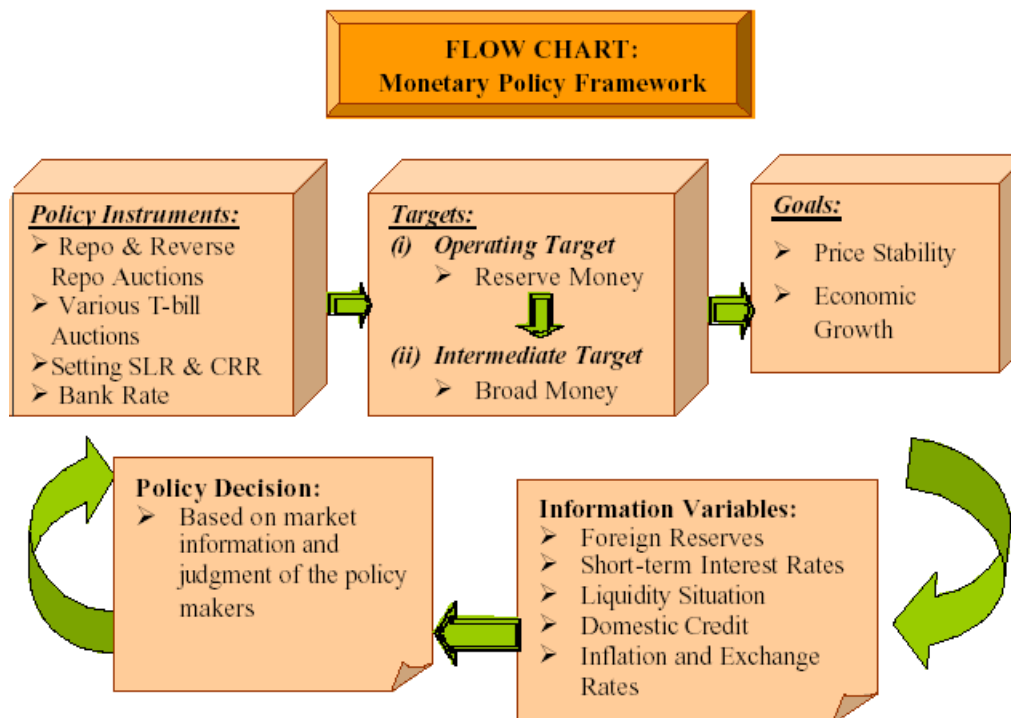 FLOW CHART:
Monetary Policy Framework
Policy Instruments:
➢ Repo & Reverse
Repo Auctions
➢ Various T-bill
Auctions
➢ Setting SLR & CRR
➢ Bank Rate
Targets:
(i) Operating Target
➢ Reserve Money
(ii) Intermediate Target
➢ Broad Money
Goals:
➢ Price Stability
➢ Economic
Growth
Policy Decision:
➢ Based on market
information and
judgment of the policy
makers
Information Variables:
➢ Foreign Reserves
➢ Short-term Interest Rates
➢ Liquidity Situation
➢ Domestic Credit
➢ Inflation and Exchange
Rates